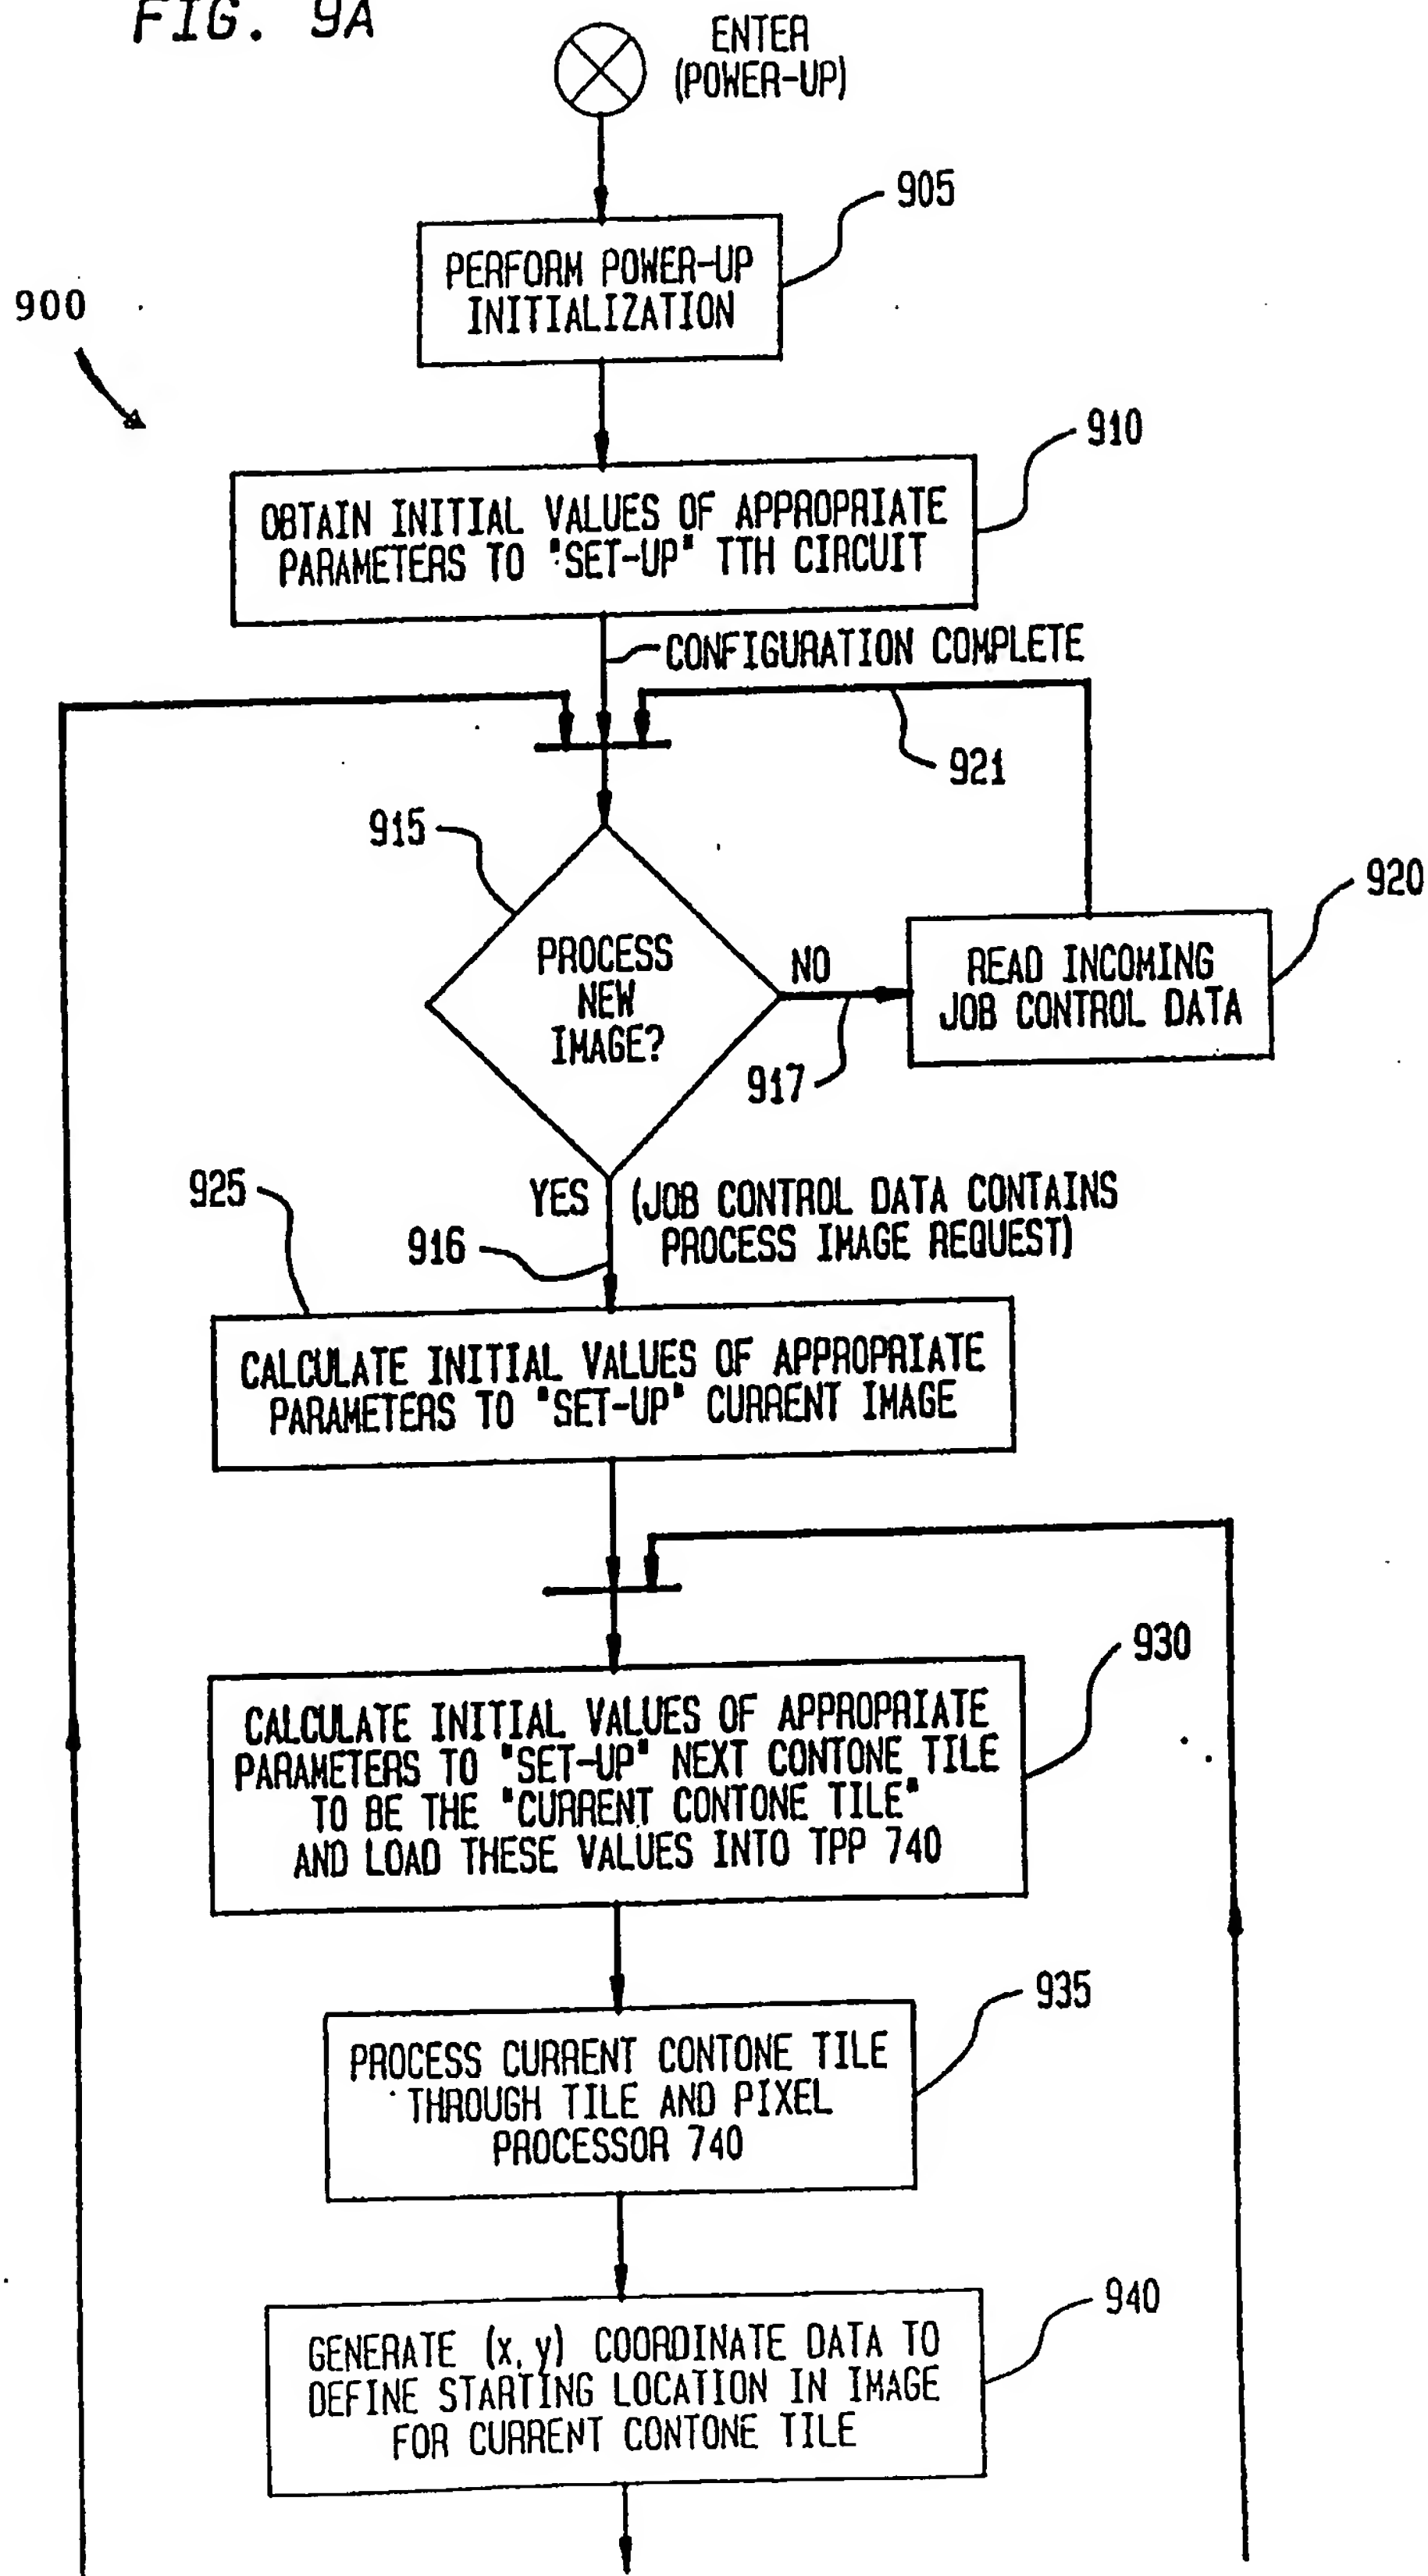 FIG. 9A
ENTER
(POWER-UP)
905
PERFORM POWER-UP
INITIALIZATION
900
910
OBTAIN INITIAL VALUES OF APPROPRIATE
PARAMETERS TO "SET-UP" TTH CIRCUIT
CONFIGURATION COMPLETE
921
915
920
PROCESS
NEW
IMAGE?
NO
READ INCOMING
JOB CONTROL DATA
917
925
YES
(JOB CONTROL DATA CONTAINS
PROCESS IMAGE REQUEST)
916
CALCULATE INITIAL VALUES OF APPROPRIATE
PARAMETERS TO "SET-UP" CURRENT IMAGE
930
CALCULATE INITIAL VALUES OF APPROPRIATE
PARAMETERS TO "SET-UP" NEXT CONTONE TILE
TO BE THE "CURRENT CONTONE TILE"
AND LOAD THESE VALUES INTO TPP 740
935
PROCESS CURRENT CONTONE TILE
THROUGH TILE AND PIXEL
PROCESSOR 740
940
GENERATE (x, y) COORDINATE DATA TO
DEFINE STARTING LOCATION IN IMAGE
FOR CURRENT CONTONE TILE